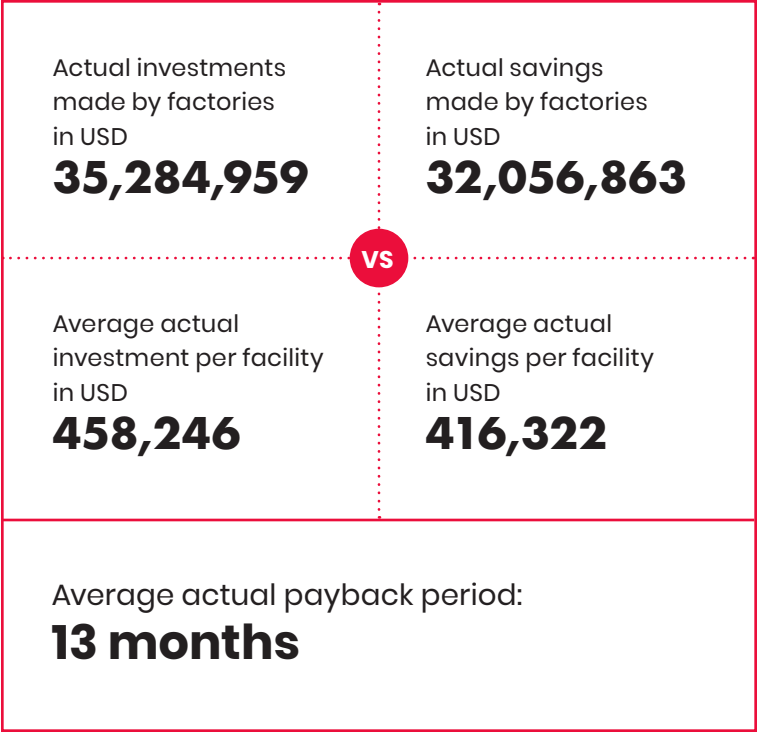 Actual investments
made by factories
in USD
35,284,959
Actual savings
made by factories
in USD
32,056,863
VS
Average actual
investment per facility
in USD
458,246
Average actual
savings per facility
in USD
416,322
Average actual payback period:
13 months